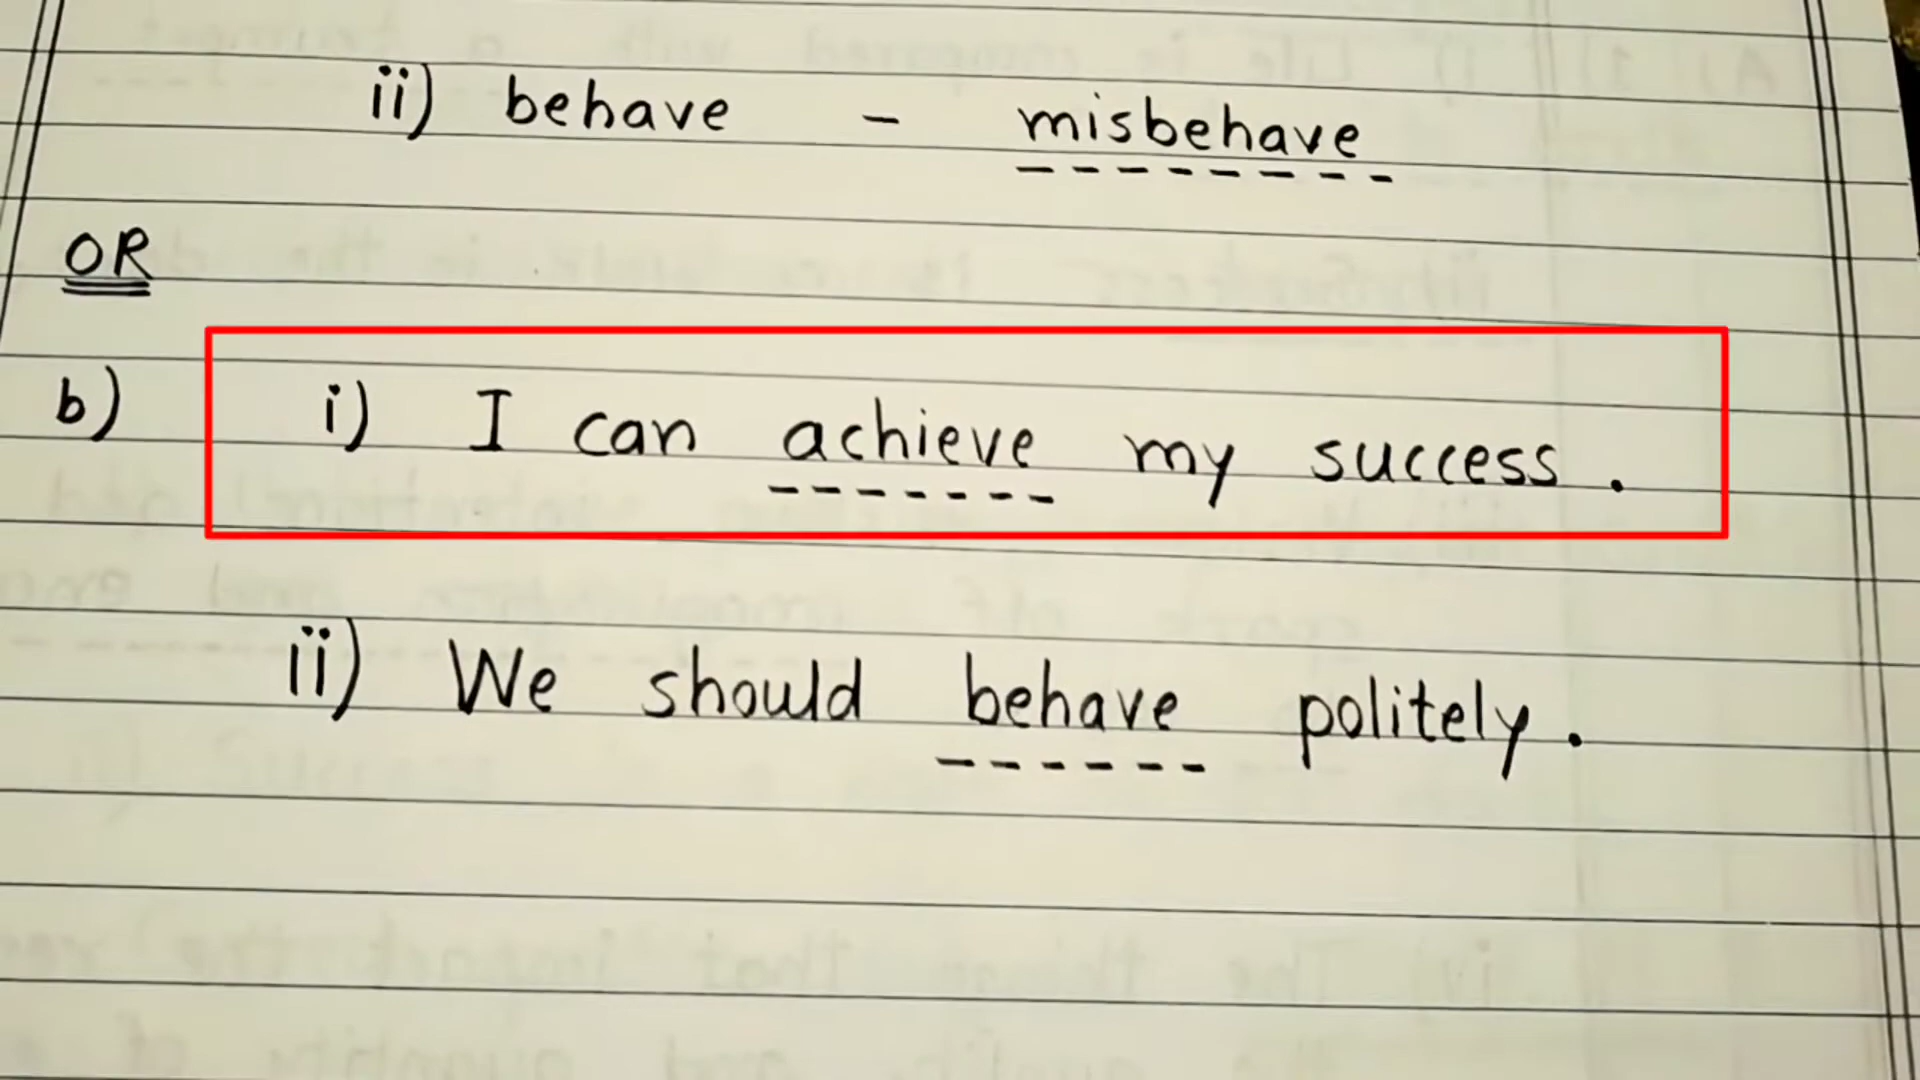 ii) behave - misbehave
OR
b) i) I can achieve my success.
ii) We should behave politely.